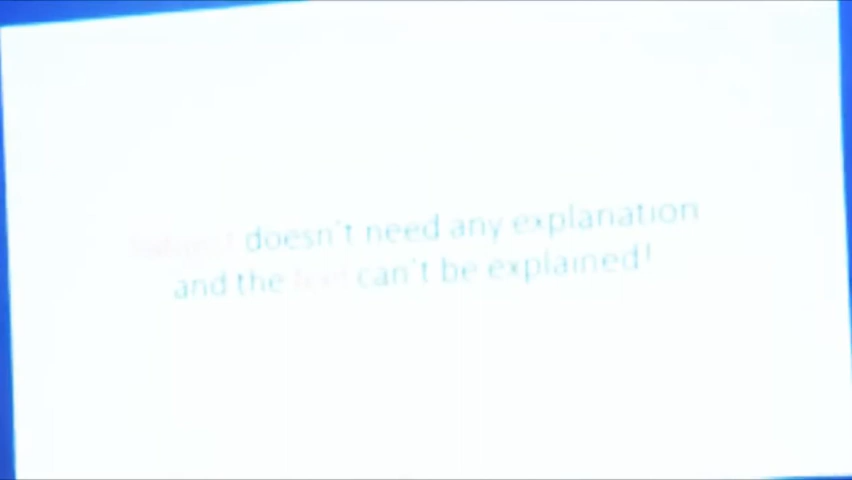 doesn't need any explanation
and the can't be explained!